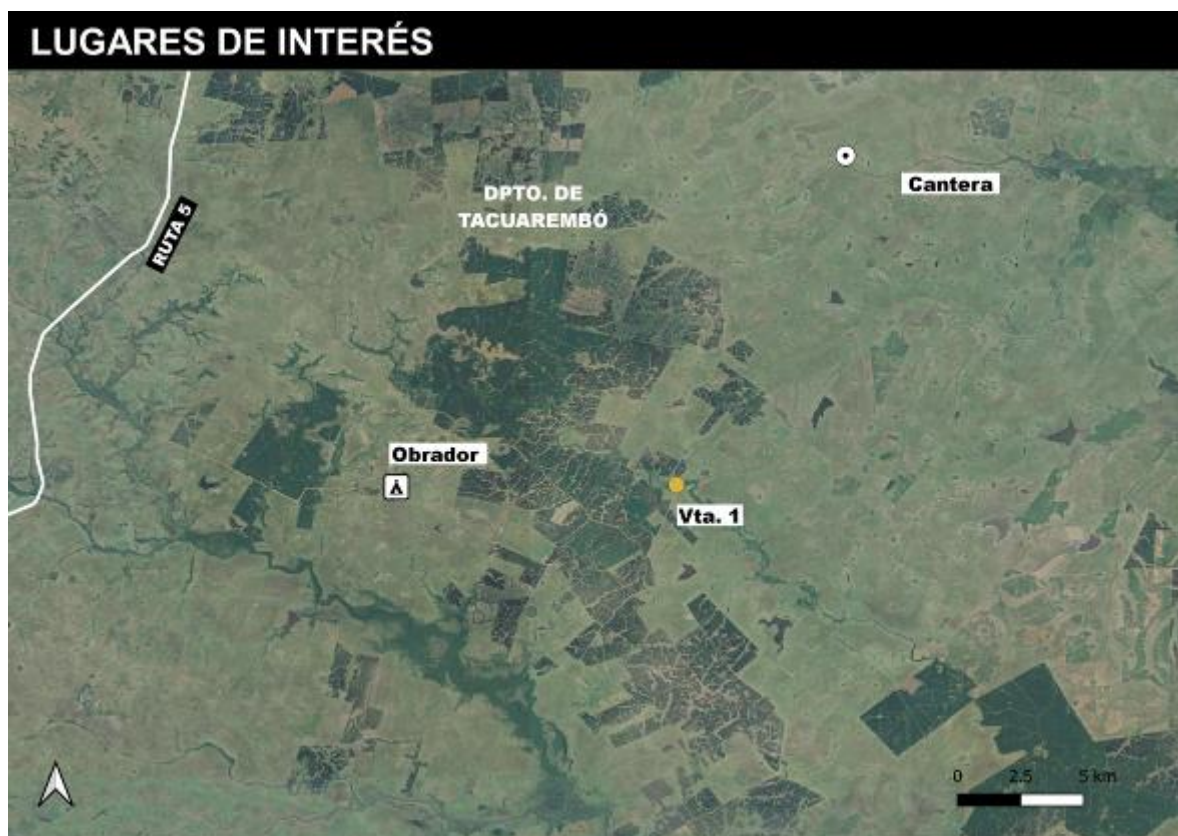 LUGARES DE INTERÉS
RUTA 5
DPTO. DE
TACUAREMBÓ
Cantera
Obrador
Vta. 1
0 2.5 5 km